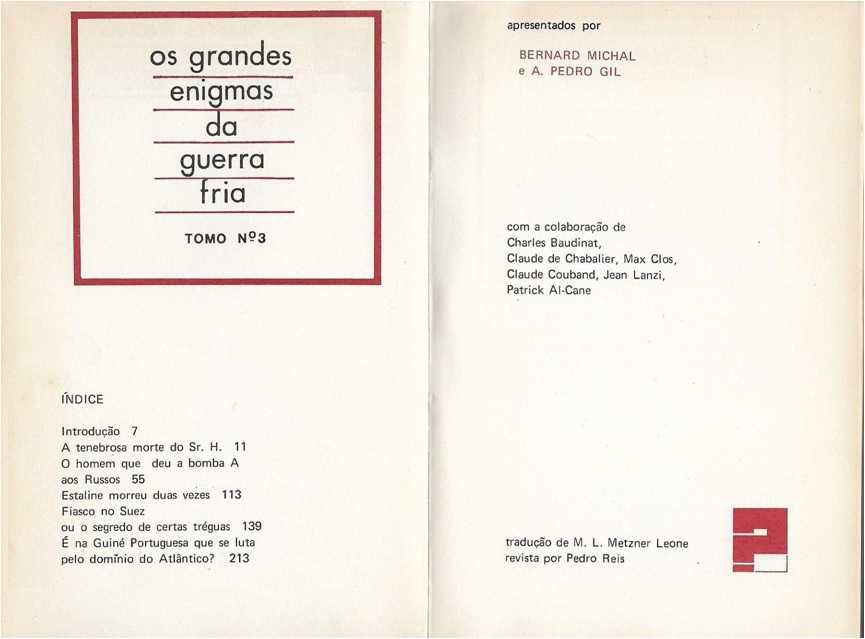 os grandes
enigmas
da
guerra
fria
TOMO Nº3
ÍNDICE
Introdução 7
A tenebrosa morte do Sr. H. 11
O homem que deu a bomba A
aos Russos 55
Estaline morreu duas vezes 113
Fiasco no Suez
ou o segredo de certas tréguas 139
É na Guiné Portuguesa que se luta
pelo domínio do Atlântico? 213
apresentados por
BERNARD MICHAL
e A. PEDRO GIL
com a colaboração de
Charles Baudinat,
Claude de Chabalier, Max Clos,
Claude Couband, Jean Lanzi,
Patrick Al-Cane
tradução de M. L. Metzner Leone
revista por Pedro Reis